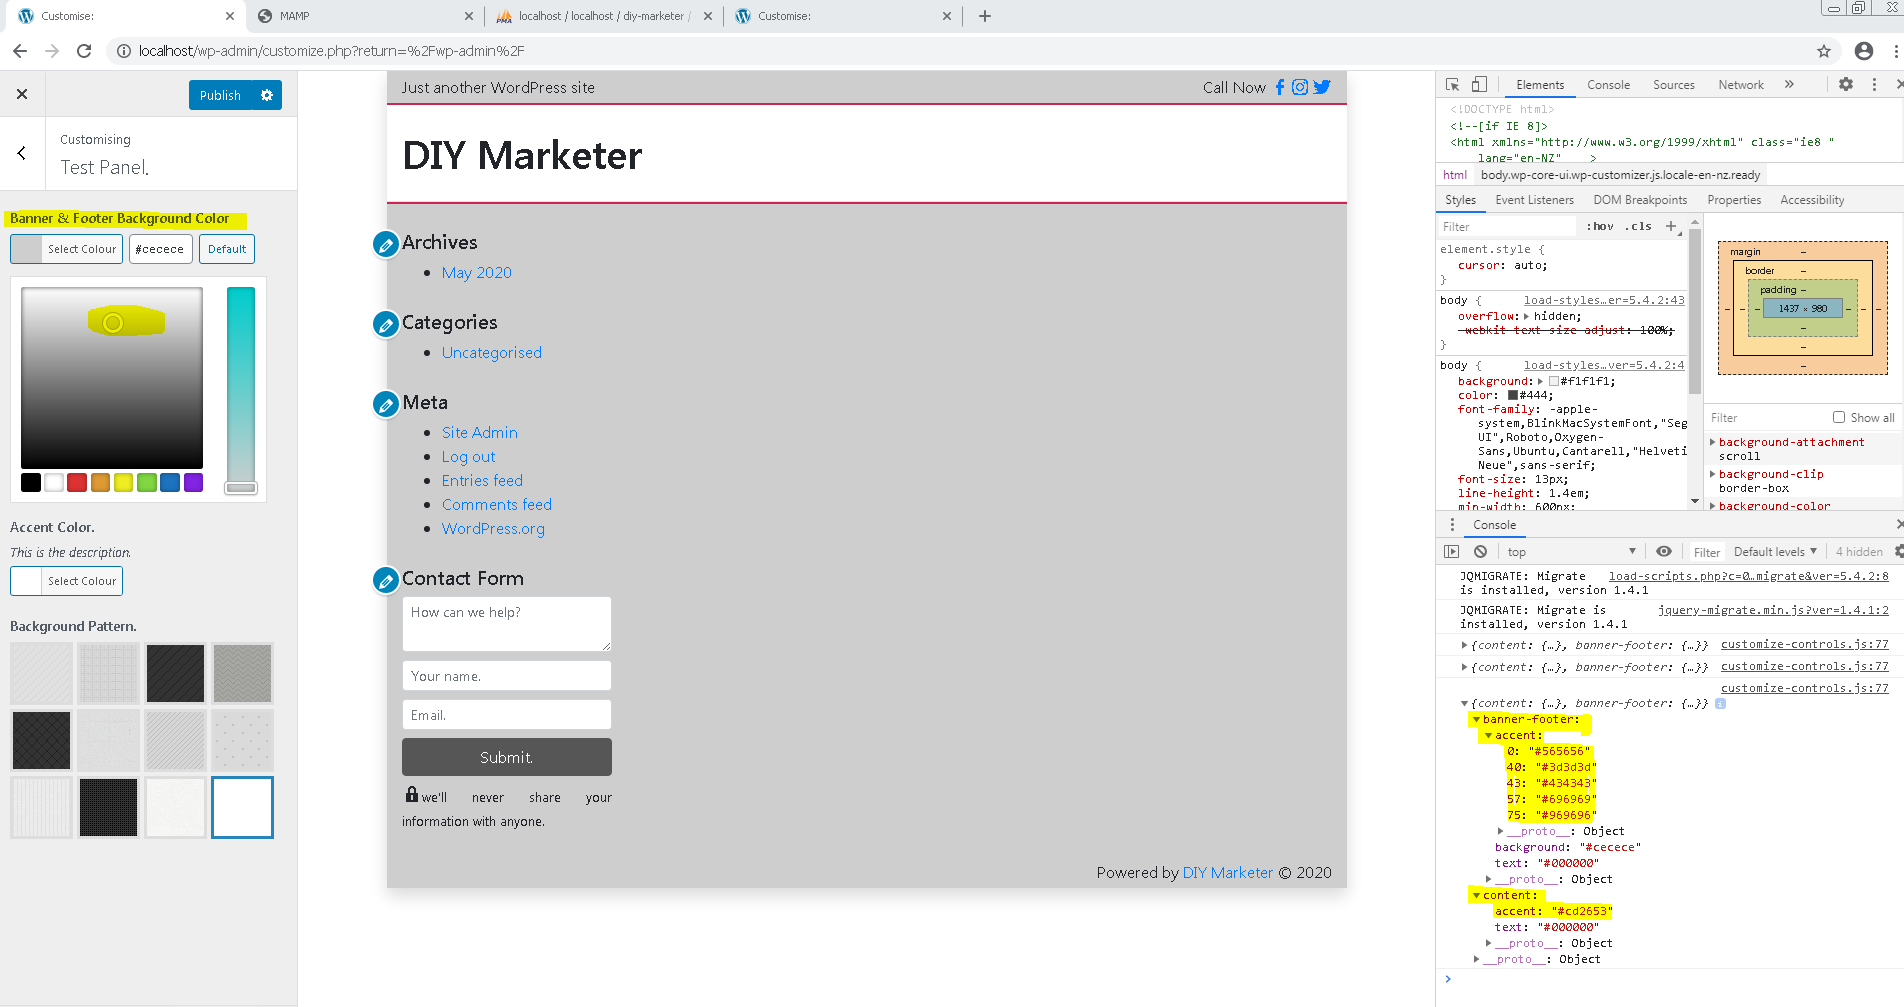 Customise:
MAMP
localhost / localhost / diy-marketer /
Customise:
localhost/wp-admin/customize.php?return=%2Fwp-admin%2F
Publish
Customising
Test Panel.
Banner & Footer Background Color
Select Colour
#cecece
Default
Accent Color.
This is the description.
Select Colour
Background Pattern.
Just another WordPress site
Call Now
DIY Marketer
Archives
May 2020
Categories
Uncategorised
Meta
Site Admin
Log out
Entries feed
Comments feed
WordPress.org
Contact Form
How can we help?
Your name.
Email.
Submit.
we'll never share your
information with anyone.
Powered by DIY Marketer © 2020
Elements Console Sources Network »
<!DOCTYPE html>
<!--[if IE 8]>
<html xmlns="http://www.w3.org/1999/xhtml" class="ie8 "
lang="en-NZ" >
html body.wp-core-ui.wp-customizer.js.locale-en-nz.ready
Styles Event Listeners DOM Breakpoints Properties Accessibility
Filter :hov .cls +
element.style {
cursor: auto;
}
body { load-styles…er=5.4.2:43
overflow: hidden;
-webkit-text-size-adjust: 100%;
}
body { load-styles…ver=5.4.2:4
background: #f1f1f1;
color: #444;
font-family: -apple-
system,BlinkMacSystemFont,"Seg
UI",Roboto,Oxygen-
Sans,Ubuntu,Cantarell,"Helveti
Neue",sans-serif;
font-size: 13px;
line-height: 1.4em;
min-width: 600px;
margin –
border –
padding –
1437 × 980
Filter Show all
background-attachment
scroll
background-clip
border-box
background-color
Console
top Filter Default levels 4 hidden
JQMIGRATE: Migrate load-scripts.php?c=0…migrate&ver=5.4.2:8
is installed, version 1.4.1
JQMIGRATE: Migrate is jquery-migrate.min.js?ver=1.4.1:2
installed, version 1.4.1
{content: {…}, banner-footer: {…}} customize-controls.js:77
{content: {…}, banner-footer: {…}} customize-controls.js:77
customize-controls.js:77
{content: {…}, banner-footer: {…}} i
banner-footer:
accent:
0: "#565656"
40: "#3d3d3d"
43: "#434343"
57: "#696969"
75: "#969696"
__proto__: Object
background: "#cecece"
text: "#000000"
__proto__: Object
content:
accent: "#cd2653"
text: "#000000"
__proto__: Object
__proto__: Object